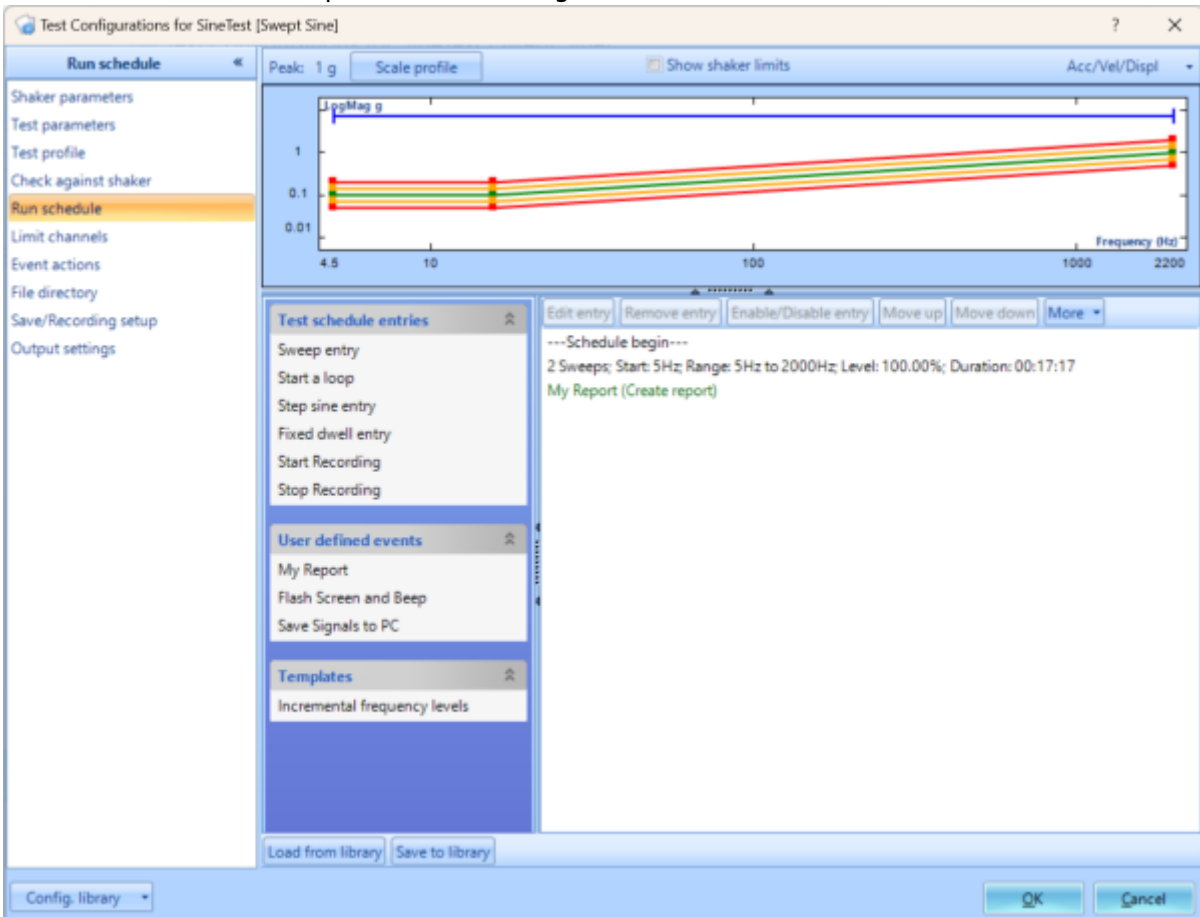 Test Configurations for SineTest [Swept Sine]
?
Run schedule
Shaker parameters
Test parameters
Test profile
Check against shaker
Run schedule
Limit channels
Event actions
File directory
Save/Recording setup
Output settings
Peak: 1 g
Scale profile
Show shaker limits
Acc/Vel/Displ
LogMag g
1
0.1
0.01
Frequency (Hz)
4.5 10 100 1000 2200
Test schedule entries
Sweep entry
Start a loop
Step sine entry
Fixed dwell entry
Start Recording
Stop Recording
User defined events
My Report
Flash Screen and Beep
Save Signals to PC
Templates
Incremental frequency levels
Edit entry Remove entry Enable/Disable entry Move up Move down More
---Schedule begin---
2 Sweeps; Start: 5Hz; Range: 5Hz to 2000Hz; Level: 100.00%; Duration: 00:17:17
My Report (Create report)
Load from library Save to library
Config. library
OK Cancel